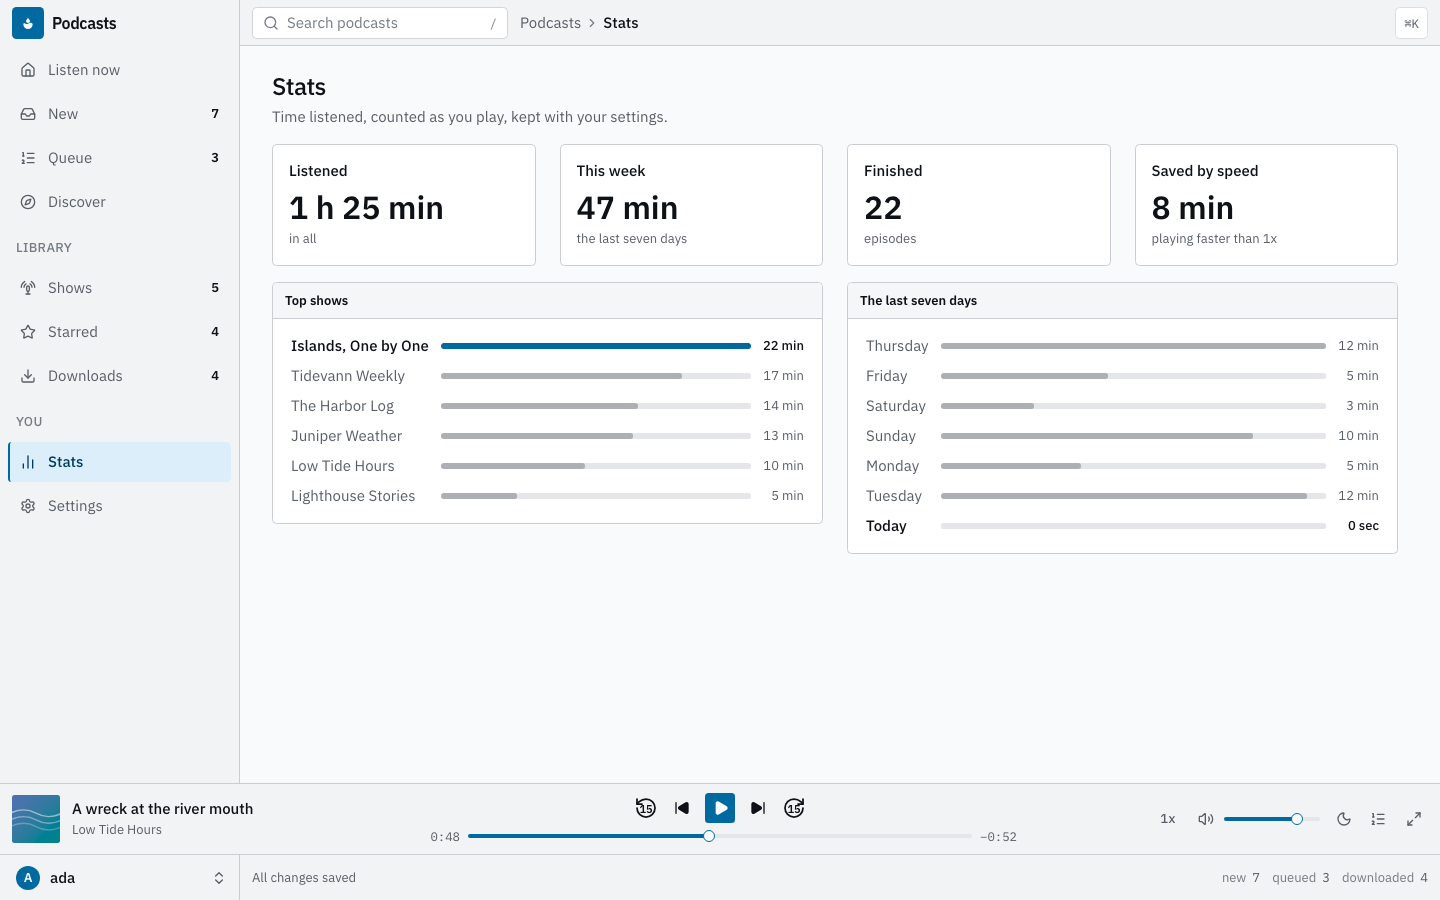 Podcasts
Search podcasts /
Podcasts > Stats
⌘K
Listen now
New 7
Queue 3
Discover
LIBRARY
Shows 5
Starred 4
Downloads 4
YOU
Stats
Settings
Stats
Time listened, counted as you play, kept with your settings.
Listened
1 h 25 min
in all
This week
47 min
the last seven days
Finished
22
episodes
Saved by speed
8 min
playing faster than 1x
Top shows
Islands, One by One 22 min
Tidevann Weekly 17 min
The Harbor Log 14 min
Juniper Weather 13 min
Low Tide Hours 10 min
Lighthouse Stories 5 min
The last seven days
Thursday 12 min
Friday 5 min
Saturday 3 min
Sunday 10 min
Monday 5 min
Tuesday 12 min
Today 0 sec
A wreck at the river mouth
Low Tide Hours
15 15
0:48 −0:52
1x
A ada
All changes saved
new 7 queued 3 downloaded 4